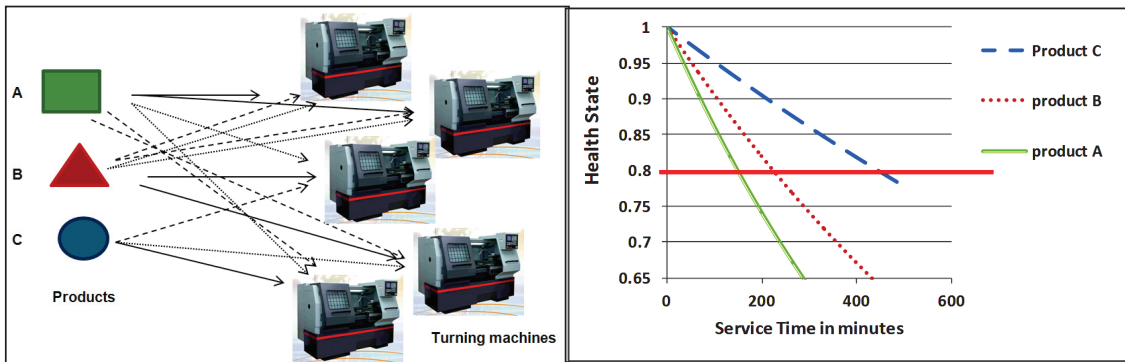 A
B
C
Products
Turning machines
1
0.95
0.9
0.85
0.8
0.75
0.7
0.65
0
200
400
600
Health State
Service Time in minutes
Product C
product B
product A